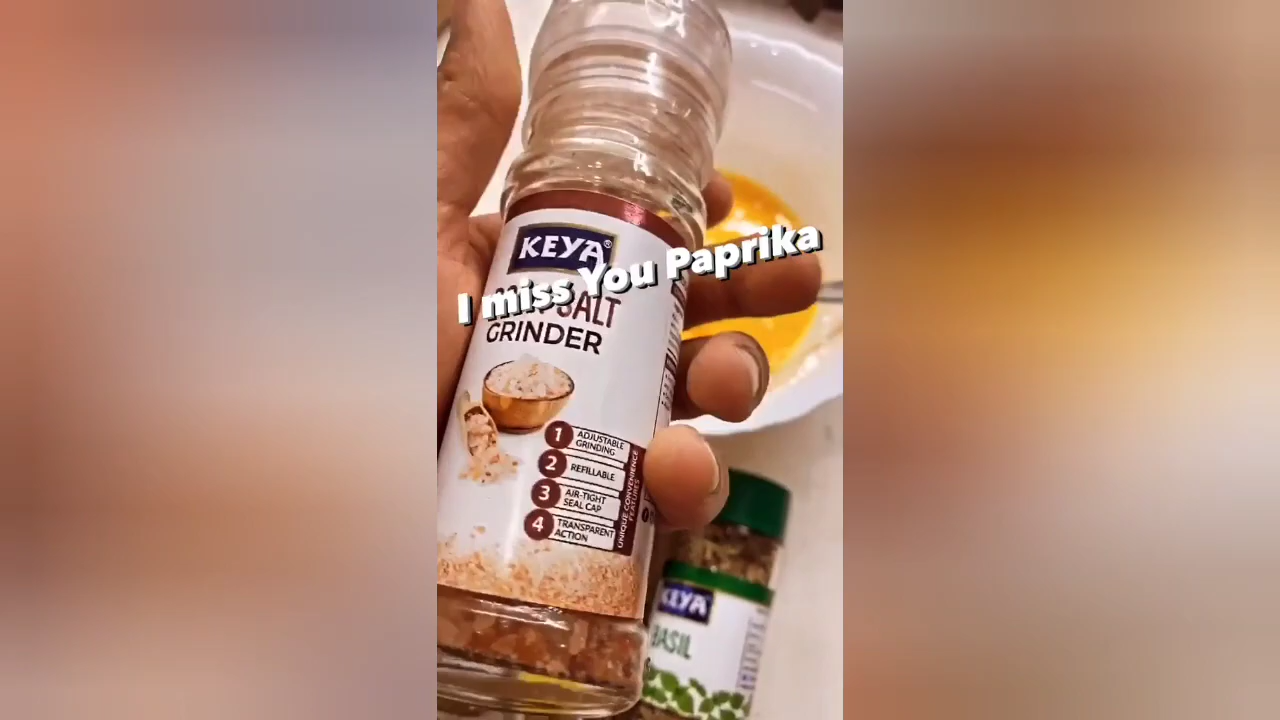 KEYA®
I miss You Paprika
SALT
GRINDER
1 ADJUSTABLE
GRINDING
2 REFILLABLE
3 AIR-TIGHT
SEAL CAP
4 TRANSPARENT
ACTION
UNIQUE CONVENIENCE
FEATURES
KEYA
BASIL